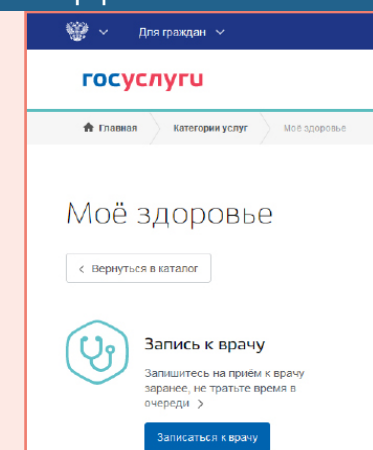 Для граждан
госуслуги
Главная Категории услуг Моё здоровье
Моё здоровье
< Вернуться в каталог
Запись к врачу
Запишитесь на приём к врачу
заранее, не тратьте время в
очереди >
Записаться к врачу